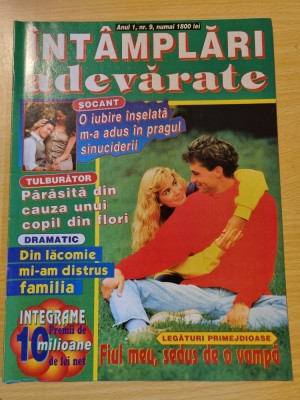 Anul 1, nr. 9, numai 1800 lei
ÎNTÂMPLĂRI
adevărate
ȘOCANT
O iubire înșelată
m-a adus în pragul
sinuciderii
TULBURĂTOR
Părăsită din
cauza unui
copil din flori
DRAMATIC
Din lăcomie
mi-am distrus
familia
INTEGRAME
Premii de
10 milioane
de lei net
LEGĂTURI PRIMEJDIOASE
Fiul meu, sedus de o vampă